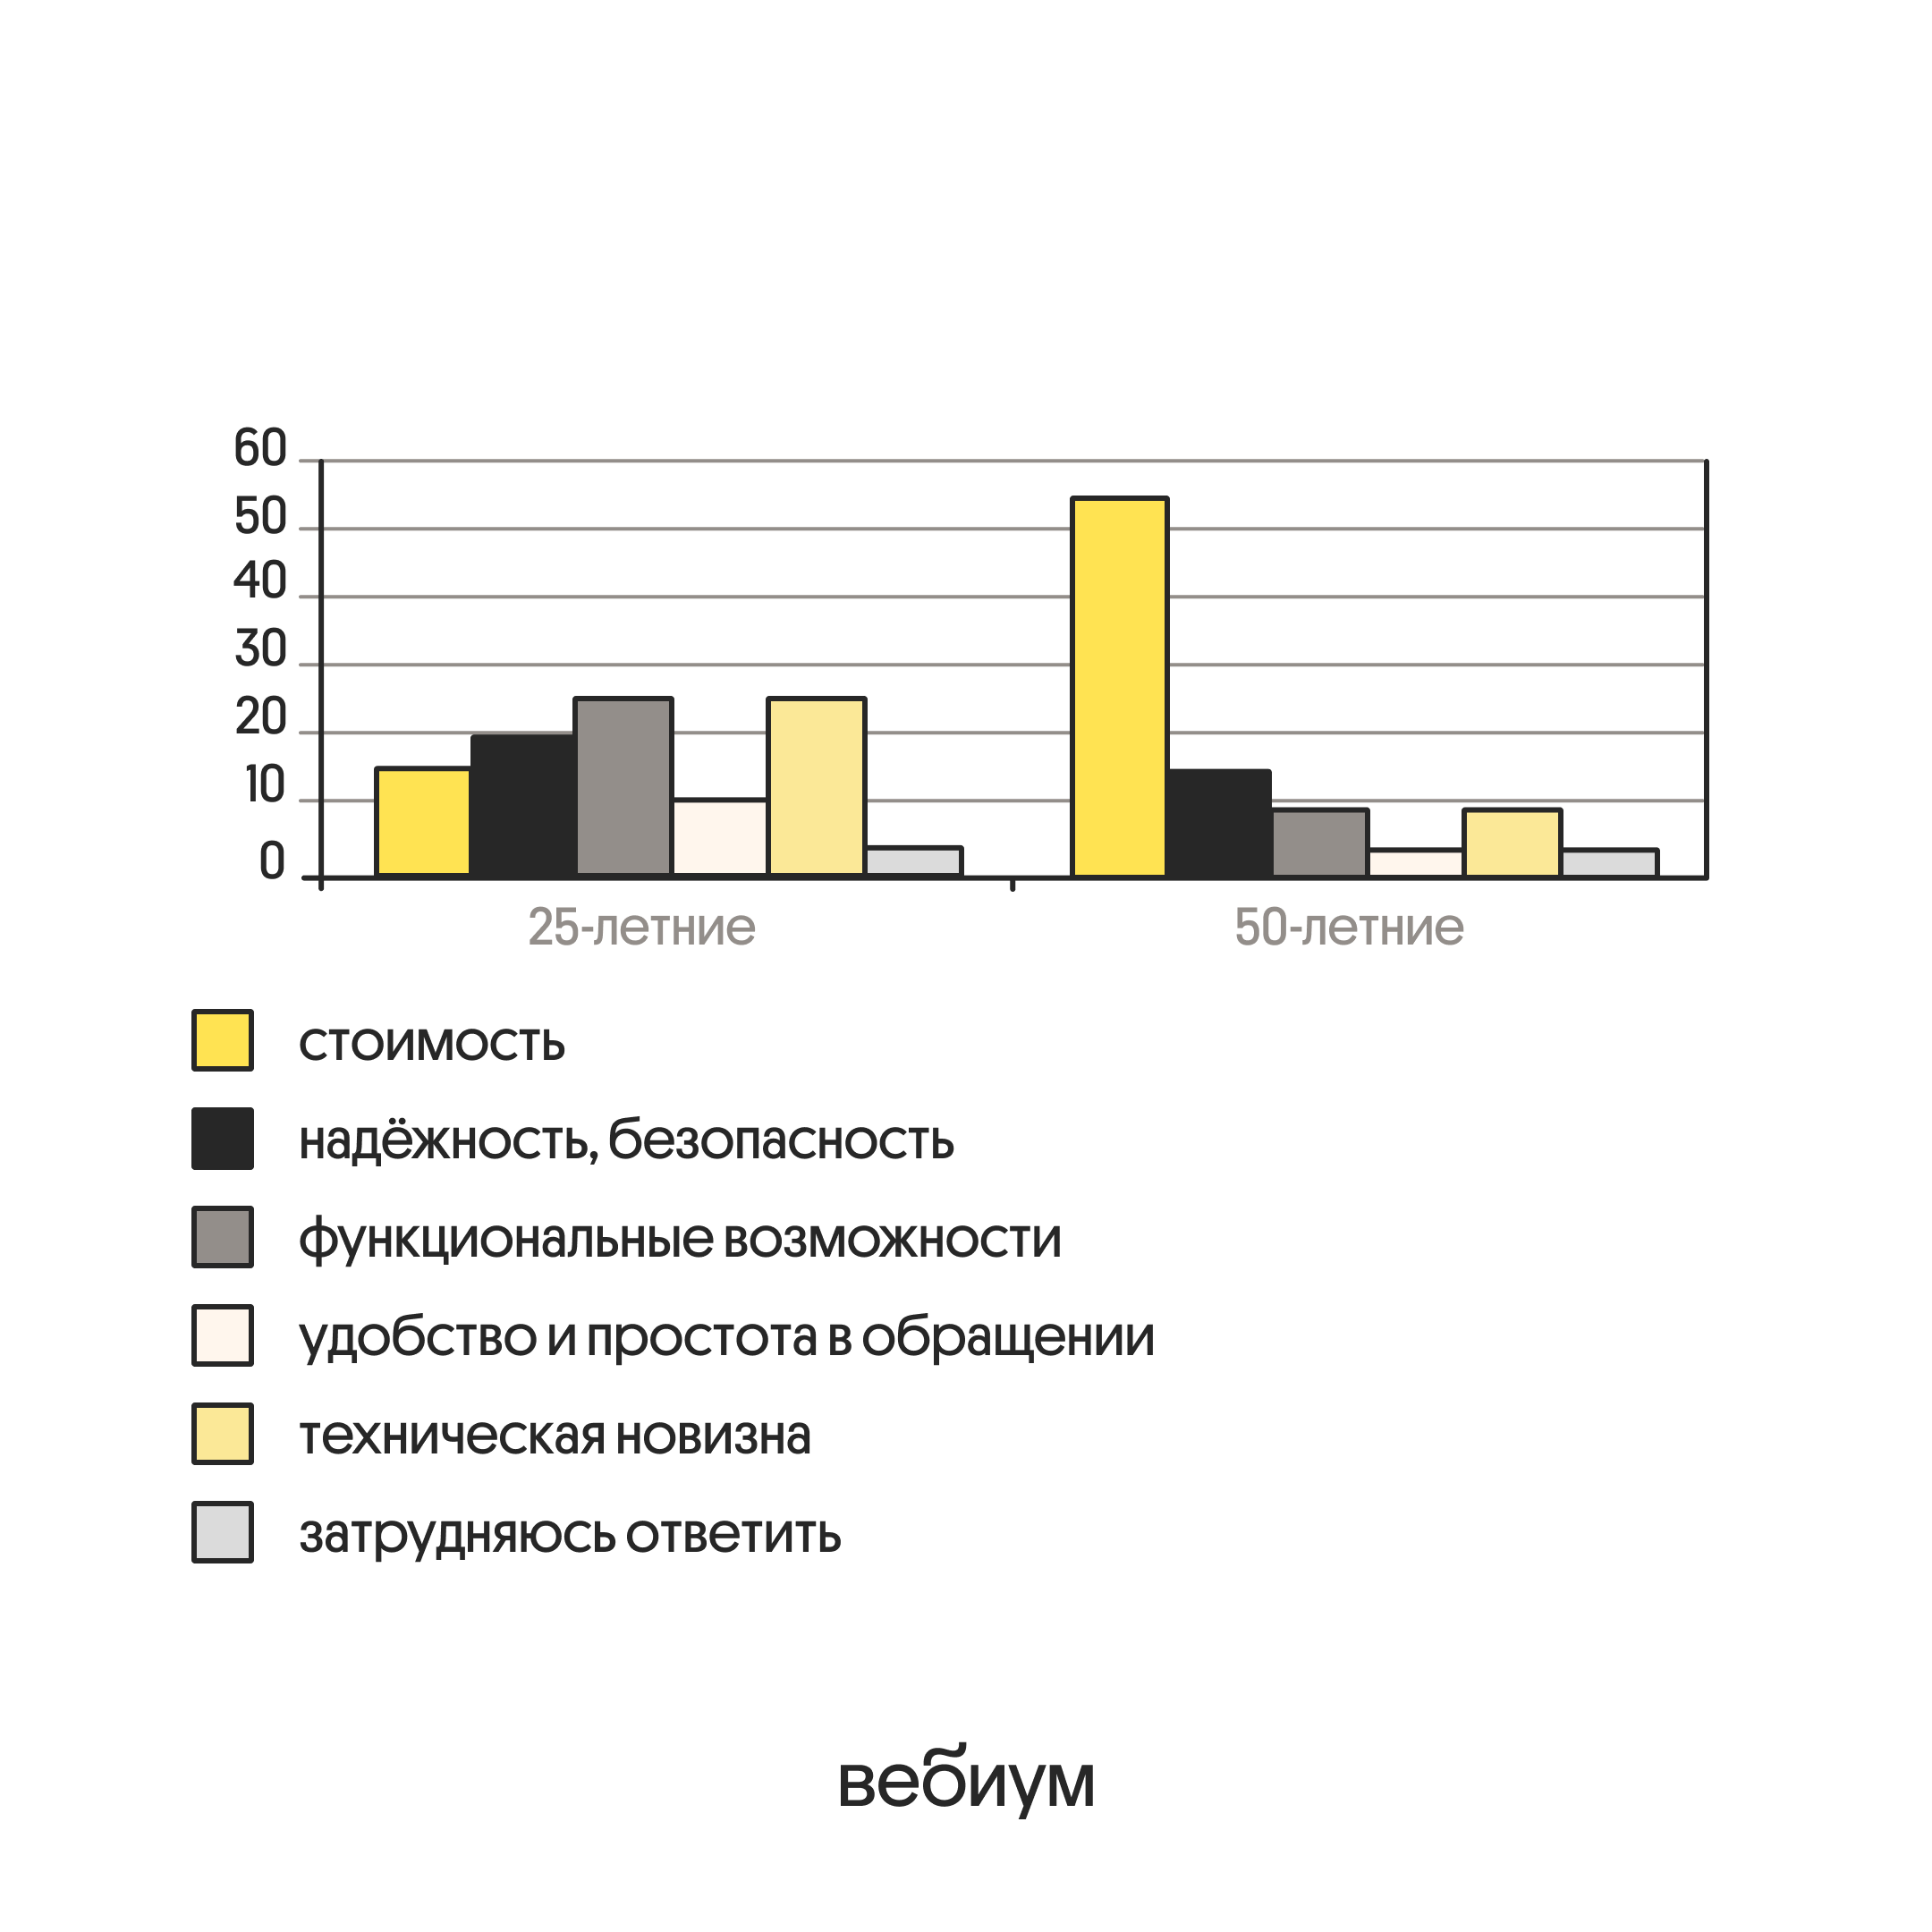 60
50
40
30
20
10
0
25-летние
50-летние
стоимость
надёжность, безопасность
функциональные возможности
удобство и простота в обращении
техническая новизна
затрудняюсь ответить
вебиум